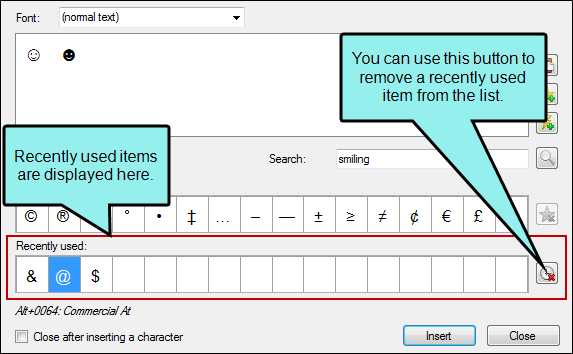 Font: (normal text)
☺ ☻
You can use this button to
remove a recently used
item from the list.
Recently used items
are displayed here.
Search: smiling
© ® ° • ‡ … – — ± ≥ ≠ ¢ € £
Recently used:
& @ $
Alt+0064: Commercial At
Close after inserting a character
Insert Close